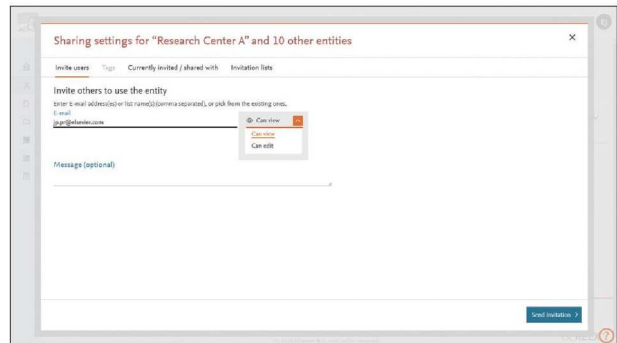 Sharing settings for “Research Center A” and 10 other entities
Invite users Tags Currently invited / shared with Invitation lists
Invite others to use the entity
Enter E-mail address(es) or list name(s) (comma separated), or pick from the existing ones.
E-mail
Can view
Can view
Can edit
Message (optional)
Send invitation >